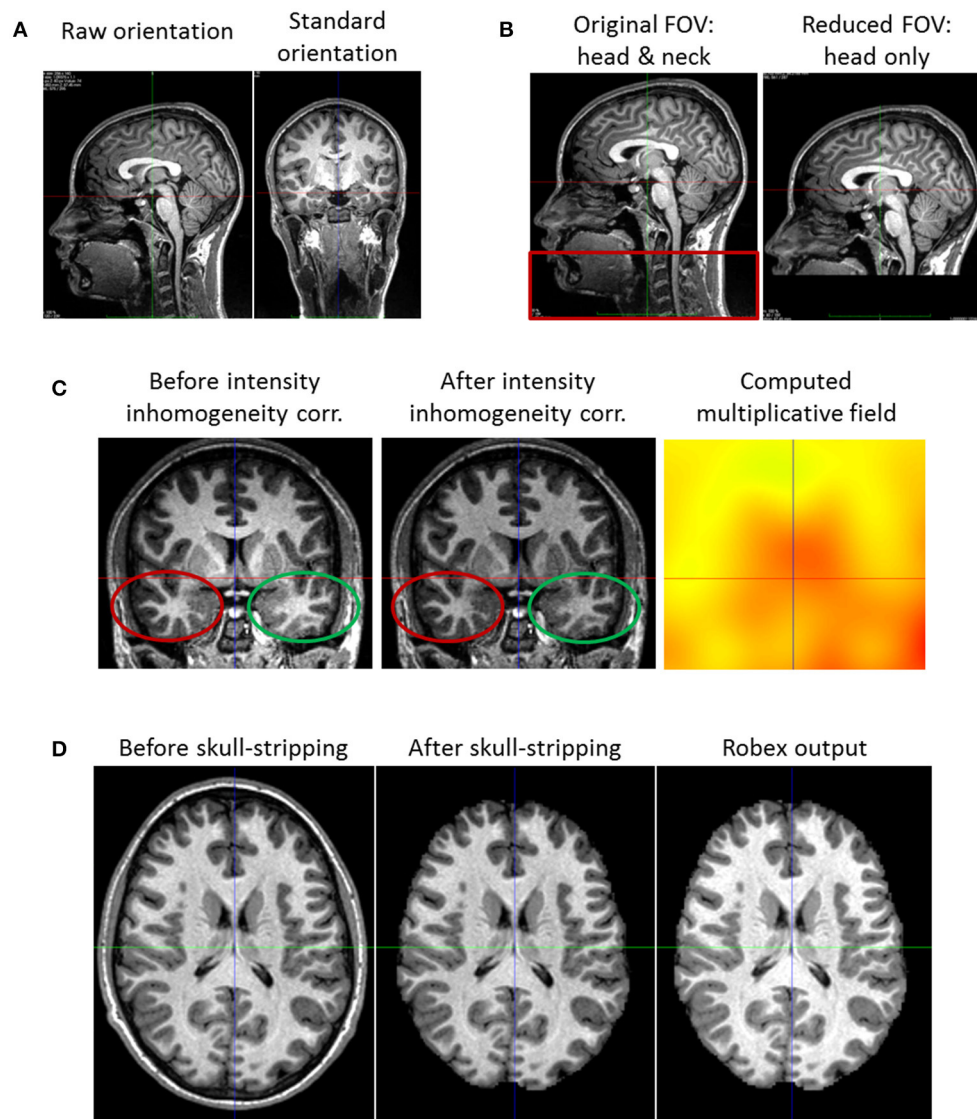 A
Raw orientation
Standard
orientation
B
Original FOV:
head & neck
Reduced FOV:
head only
C
Before intensity
inhomogeneity corr.
After intensity
inhomogeneity corr.
Computed
multiplicative field
D
Before skull-stripping
After skull-stripping
Robex output